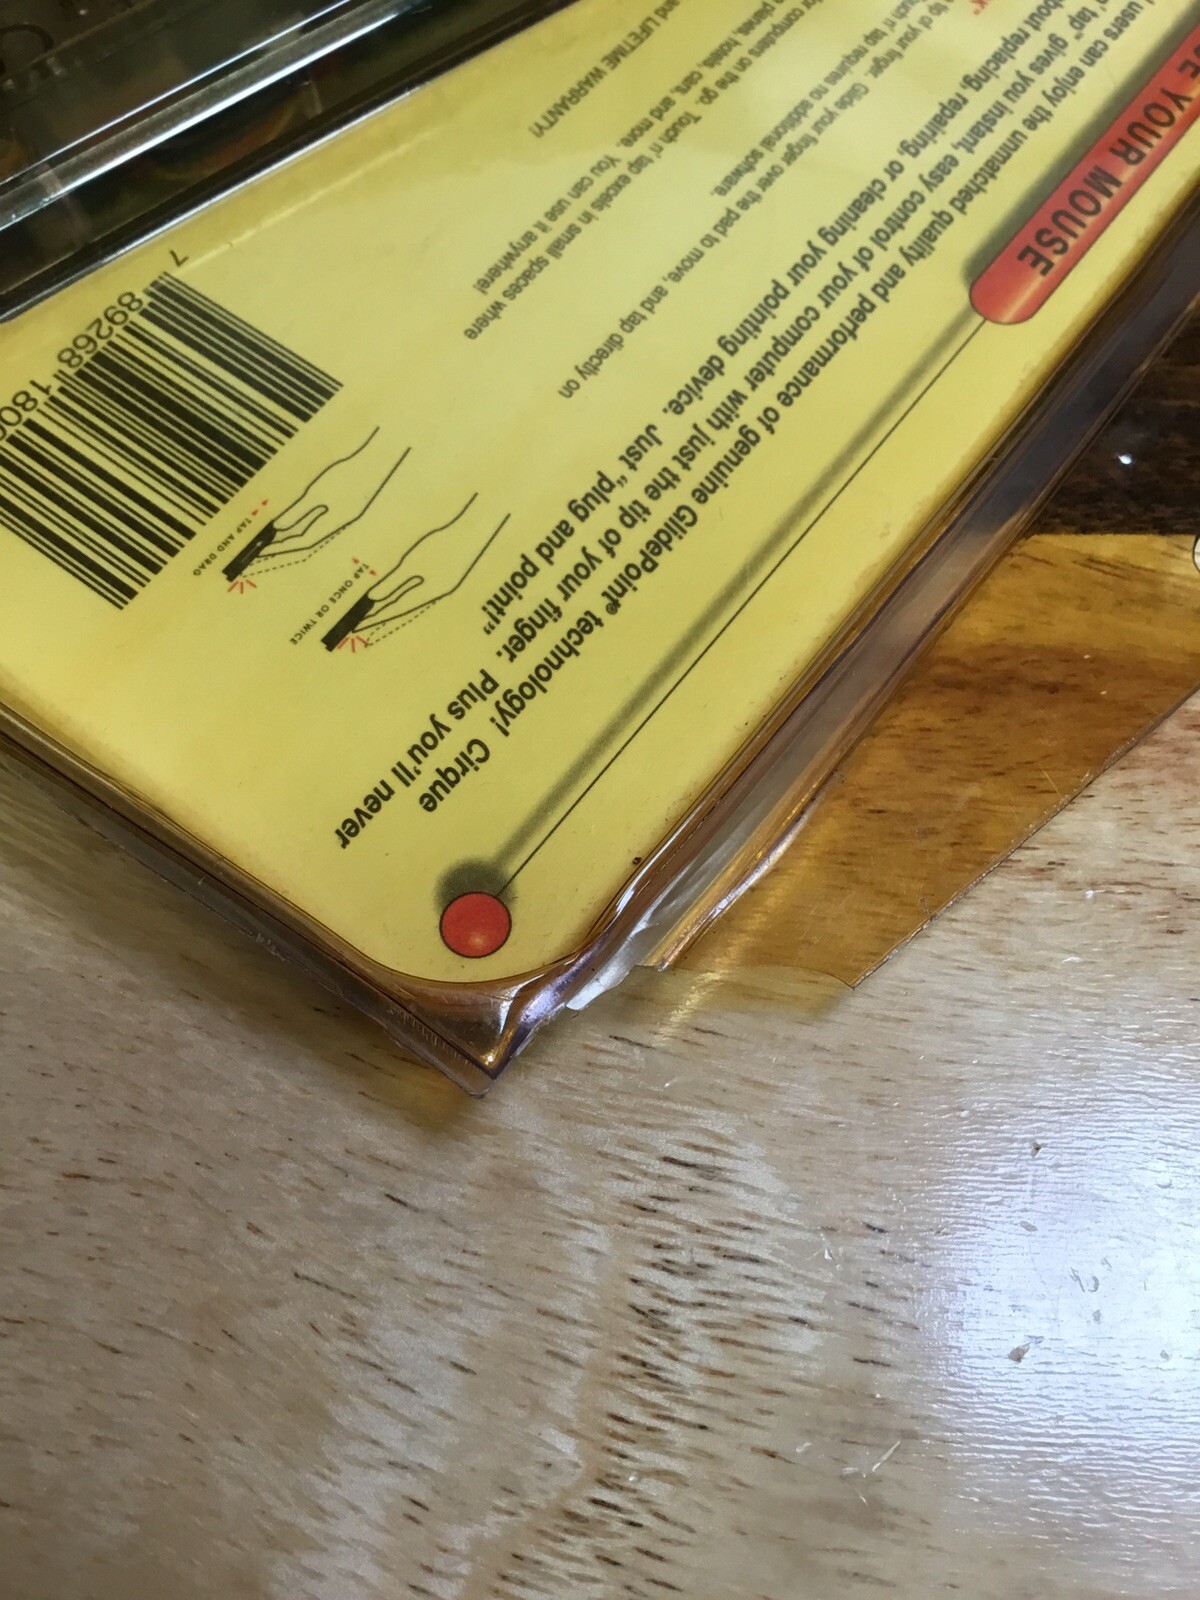 E YOUR MOUSE
users can enjoy the unmatched quality and performance of genuine GlidePoint® technology! Cirque
tap" gives you instant, easy control of your computer with just the tip of your finger. Plus you'll never
about replacing, repairing or cleaning your pointing device. Just "plug and point!"
of your finger. Glide your finger over the pad to move, and tap directly on
n' tap requires no additional software.
for computers on the go. Touch n' tap excels in small spaces where
planes, hotels, cars, and more. You can use it anywhere!
and LIFETIME WARRANTY!
TAP ONCE OR TWICE
TAP AND DRAG
7 89268 180